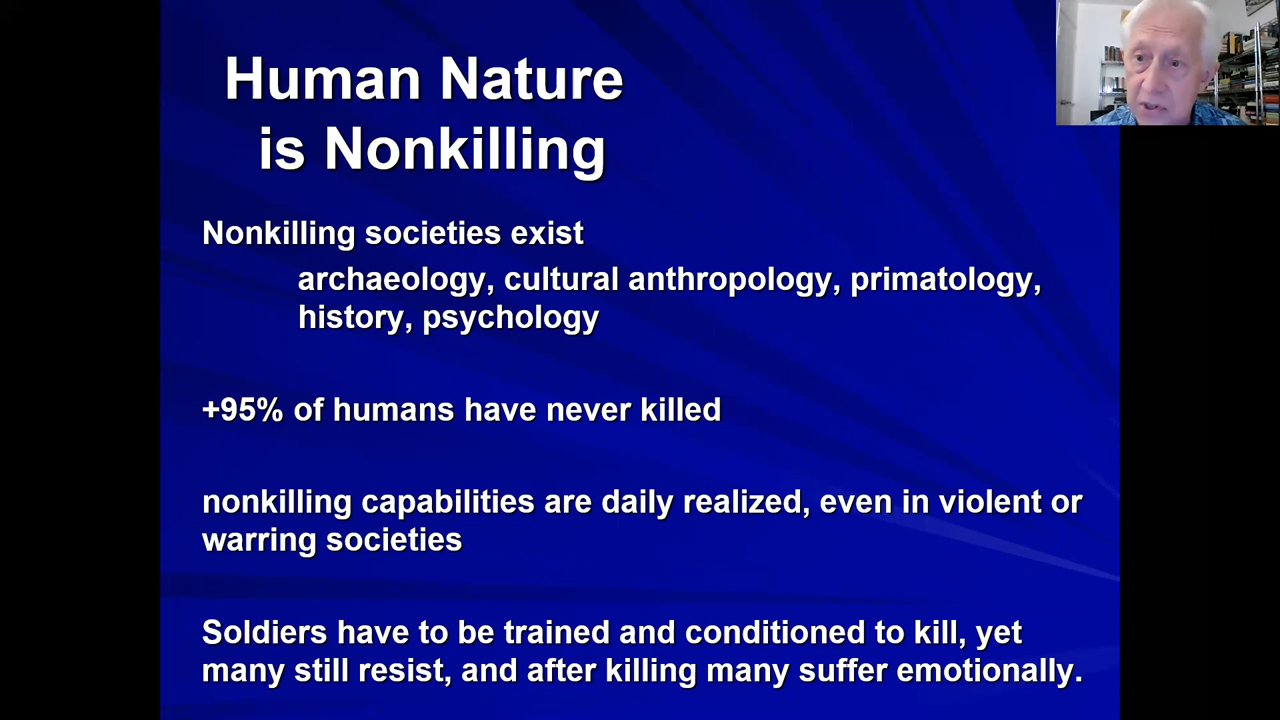 Human Nature
is Nonkilling
Nonkilling societies exist
archaeology, cultural anthropology, primatology,
history, psychology
+95% of humans have never killed
nonkilling capabilities are daily realized, even in violent or
warring societies
Soldiers have to be trained and conditioned to kill, yet
many still resist, and after killing many suffer emotionally.